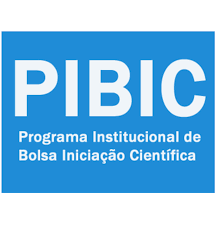 PIBIC
Programa Institucional de
Bolsa Iniciação Científica